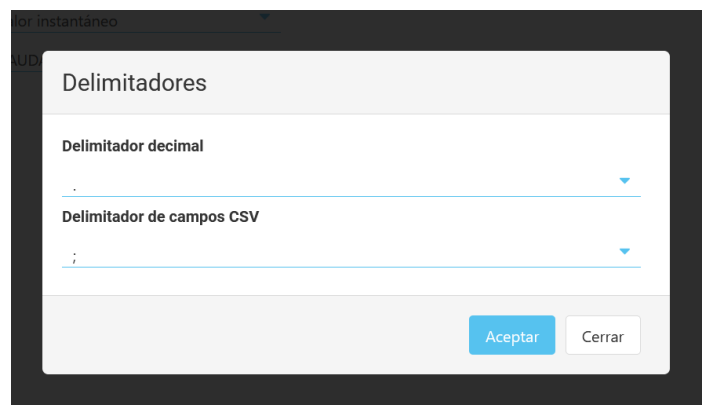 lor instantáneo
AUDA
Delimitadores
Delimitador decimal
.
Delimitador de campos CSV
;
Aceptar
Cerrar